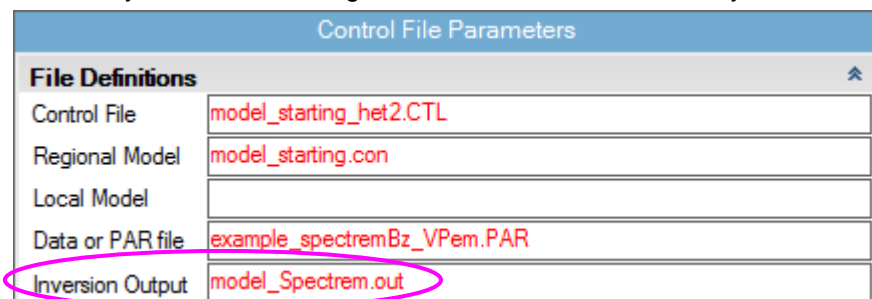 Control File Parameters
File Definitions
Control File model_starting_het2.CTL
Regional Model model_starting.con
Local Model
Data or PAR file example_spectremBz_VPem.PAR
Inversion Output model_Spectrem.out